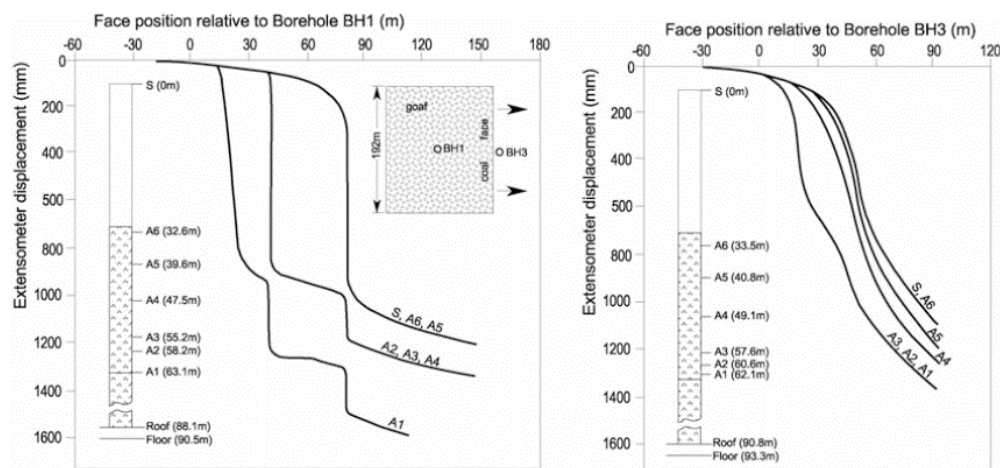 Face position relative to Borehole BH1 (m)
-60 -30 0 30 60 90 120 150 180
Extensometer displacement (mm)
0
200
400
600
800
1000
1200
1400
1600
S (0m)
A6 (32.6m)
A5 (39.6m)
A4 (47.5m)
A3 (55.2m)
A2 (58.2m)
A1 (63.1m)
Roof (88.1m)
Floor (90.5m)
192m
goaf
BH1
coal face
BH3
S, A6, A5
A2, A3, A4
A1
Face position relative to Borehole BH3 (m)
-60 -30 0 30 60 90 120
Extensometer displacement (mm)
0
200
400
500
800
1000
1200
1400
1600
S (0m)
A6 (33.5m)
A5 (40.8m)
A4 (49.1m)
A3 (57.6m)
A2 (60.6m)
A1 (62.1m)
Roof (90.8m)
Floor (93.3m)
S, A6
A5
A4
A3, A2, A1